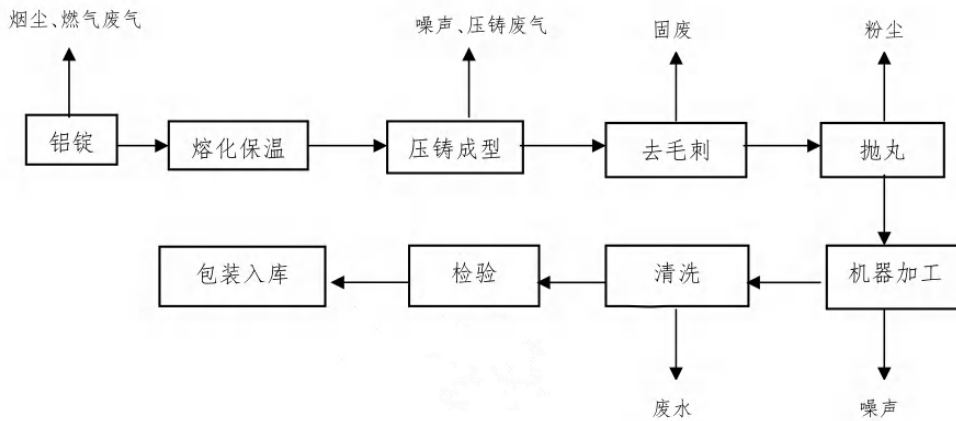 烟尘、燃气废气
噪声、压铸废气
固废
粉尘
铝锭
熔化保温
压铸成型
去毛刺
抛丸
包装入库
检验
清洗
机器加工
废水
噪声